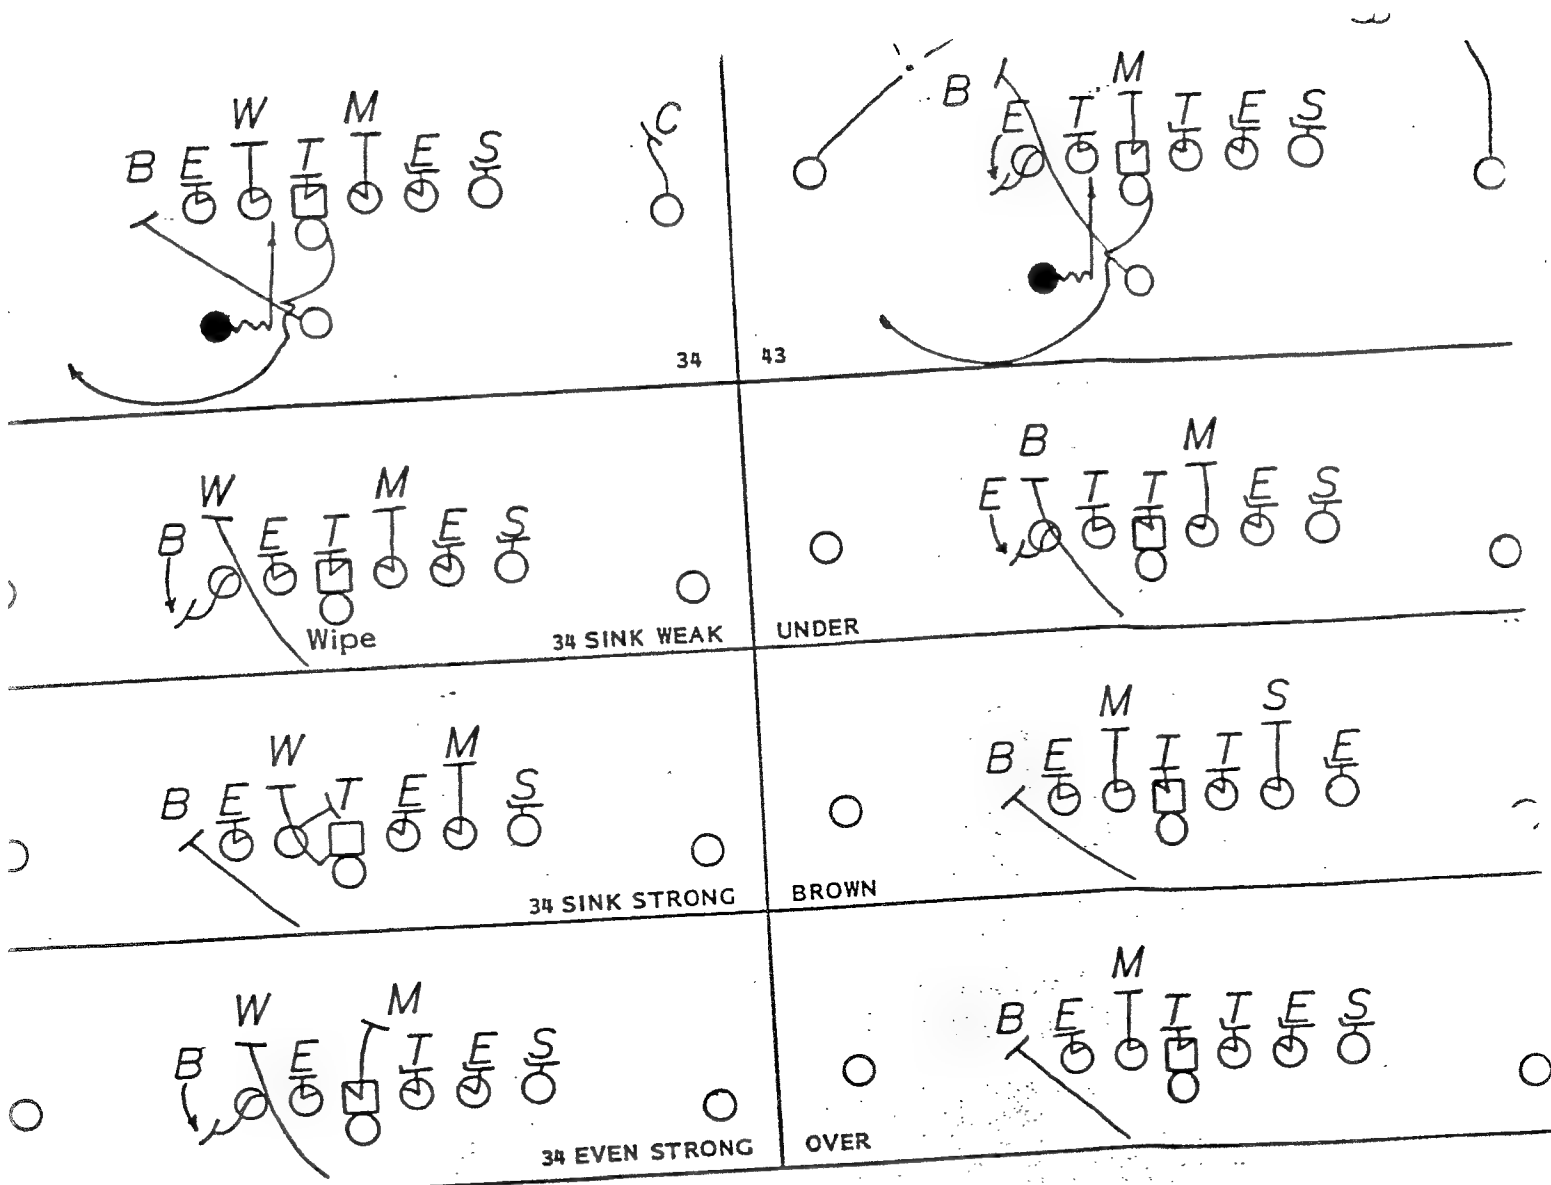 W M C
B E T E S
34
M
B E T T E S
43
W M
B E T E S
Wipe
34 SINK WEAK
B M
E T T E S
UNDER
W M
B E T E S
34 SINK STRONG
M S
B E T T E
BROWN
W M
B E T E S
34 EVEN STRONG
M
B E T T E S
OVER